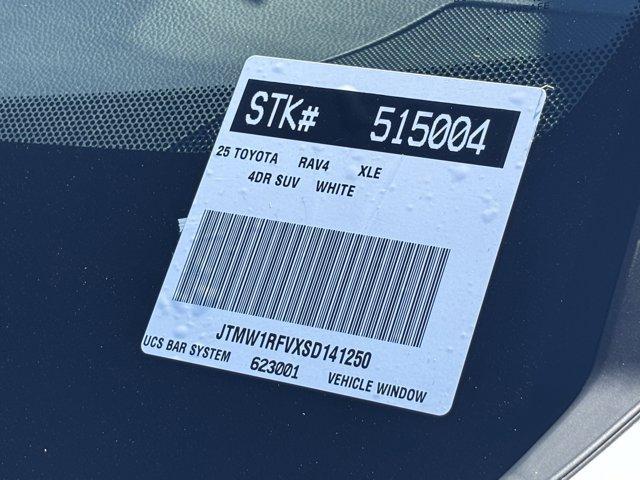 STK# 515004
25 TOYOTA RAV4 XLE
4DR SUV WHITE
JTMW1RFVXSD141250
UCS BAR SYSTEM 623001 VEHICLE WINDOW